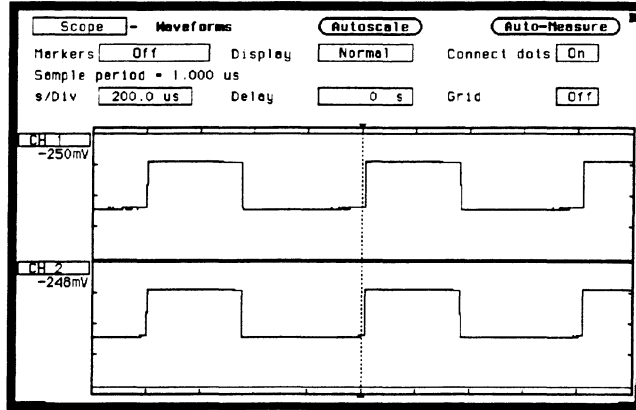 Scope - Waveforms Autoscale Auto-Measure
Markers Off Display Normal Connect dots On
Sample period = 1.000 us
s/Div 200.0 us Delay 0 s Grid Off
CH 1
-250mV
CH 2
-248mV